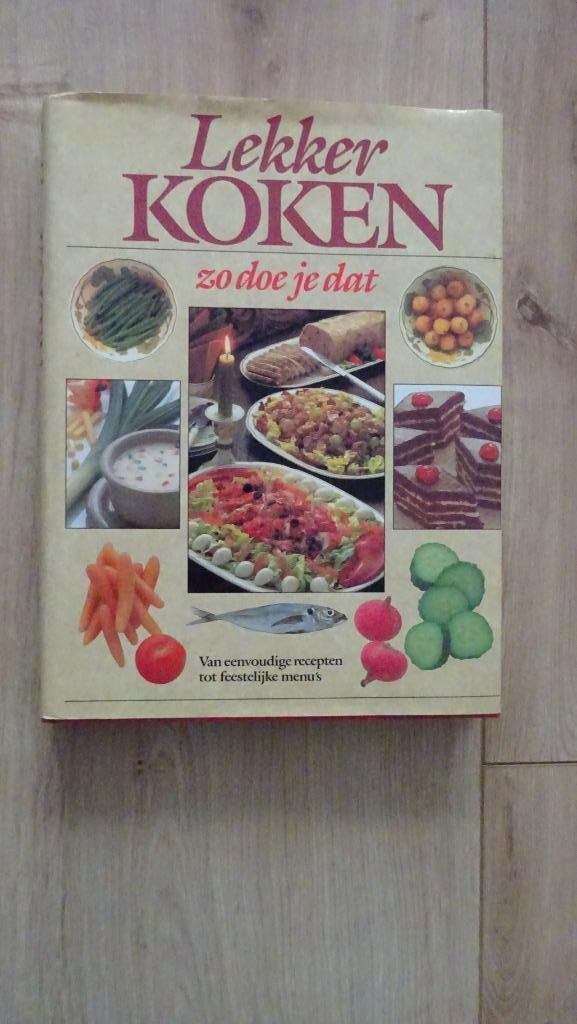 Lekker
KOKEN
zo doe je dat
Van eenvoudige recepten
tot feestelijke menu's